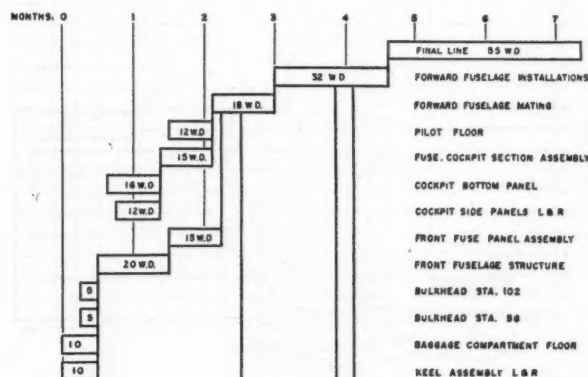 MONTHS. 0 1 2 3 4 5 6 7
FINAL LINE 55 W.D
32 W D FORWARD FUSELAGE INSTALLATIONS
18 W.D. FORWARD FUSELAGE MATING
12 W.D PILOT FLOOR
15 W.D. FUSE. COCKPIT SECTION ASSEMBLY
16 W.D COCKPIT BOTTOM PANEL
12 W.D COCKPIT SIDE PANELS L & R
15 W.D FRONT FUSE PANEL ASSEMBLY
20 W.D. FRONT FUSELAGE STRUCTURE
5 BULKHEAD STA. 102
5 BULKHEAD STA. 56
10 BAGGAGE COMPARTMENT FLOOR
10 KEEL ASSEMBLY L & R